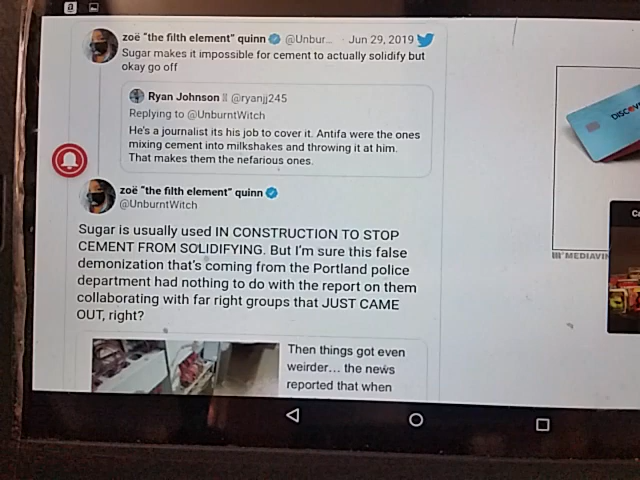 zoë "the filth element" quinn @Unbur... · Jun 29, 2019
Sugar makes it impossible for cement to actually solidify but
okay go off
Ryan Johnson @ryanjj245
Replying to @UnburntWitch
He's a journalist its his job to cover it. Antifa were the ones
mixing cement into milkshakes and throwing it at him.
That makes them the nefarious ones.
zoë "the filth element" quinn
@UnburntWitch
Sugar is usually used IN CONSTRUCTION TO STOP
CEMENT FROM SOLIDIFYING. But I'm sure this false
demonization that's coming from the Portland police
department had nothing to do with the report on them
collaborating with far right groups that JUST CAME
OUT, right?
Then things got even
weirder... the news
reported that when
DISCOVER
MEDIAVIN